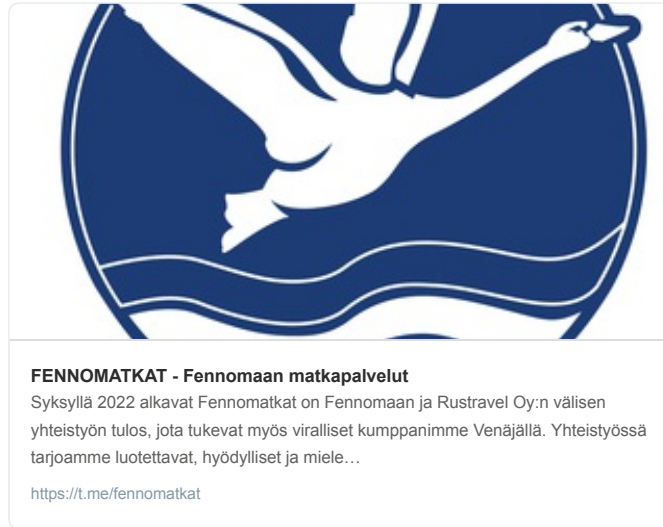 FENNOMATKAT - Fennomaan matkapalvelut
Syksyllä 2022 alkavat Fennomatkat on Fennomaan ja Rustravel Oy:n välisen
yhteistyön tulos, jota tukevat myös viralliset kumppanimme Venäjällä. Yhteistyössä
tarjoamme luotettavat, hyödylliset ja miele…
https://t.me/fennomatkat